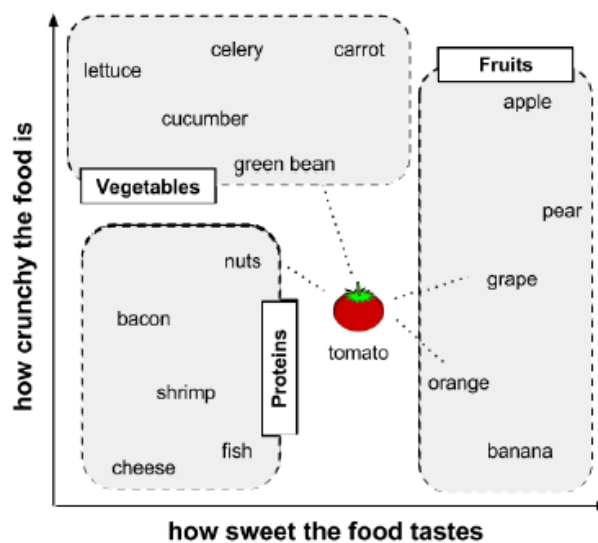 celery
carrot
lettuce
Fruits
apple
cucumber
green bean
Vegetables
pear
nuts
grape
bacon
tomato
Proteins
orange
shrimp
fish
banana
cheese
how crunchy the food is
how sweet the food tastes